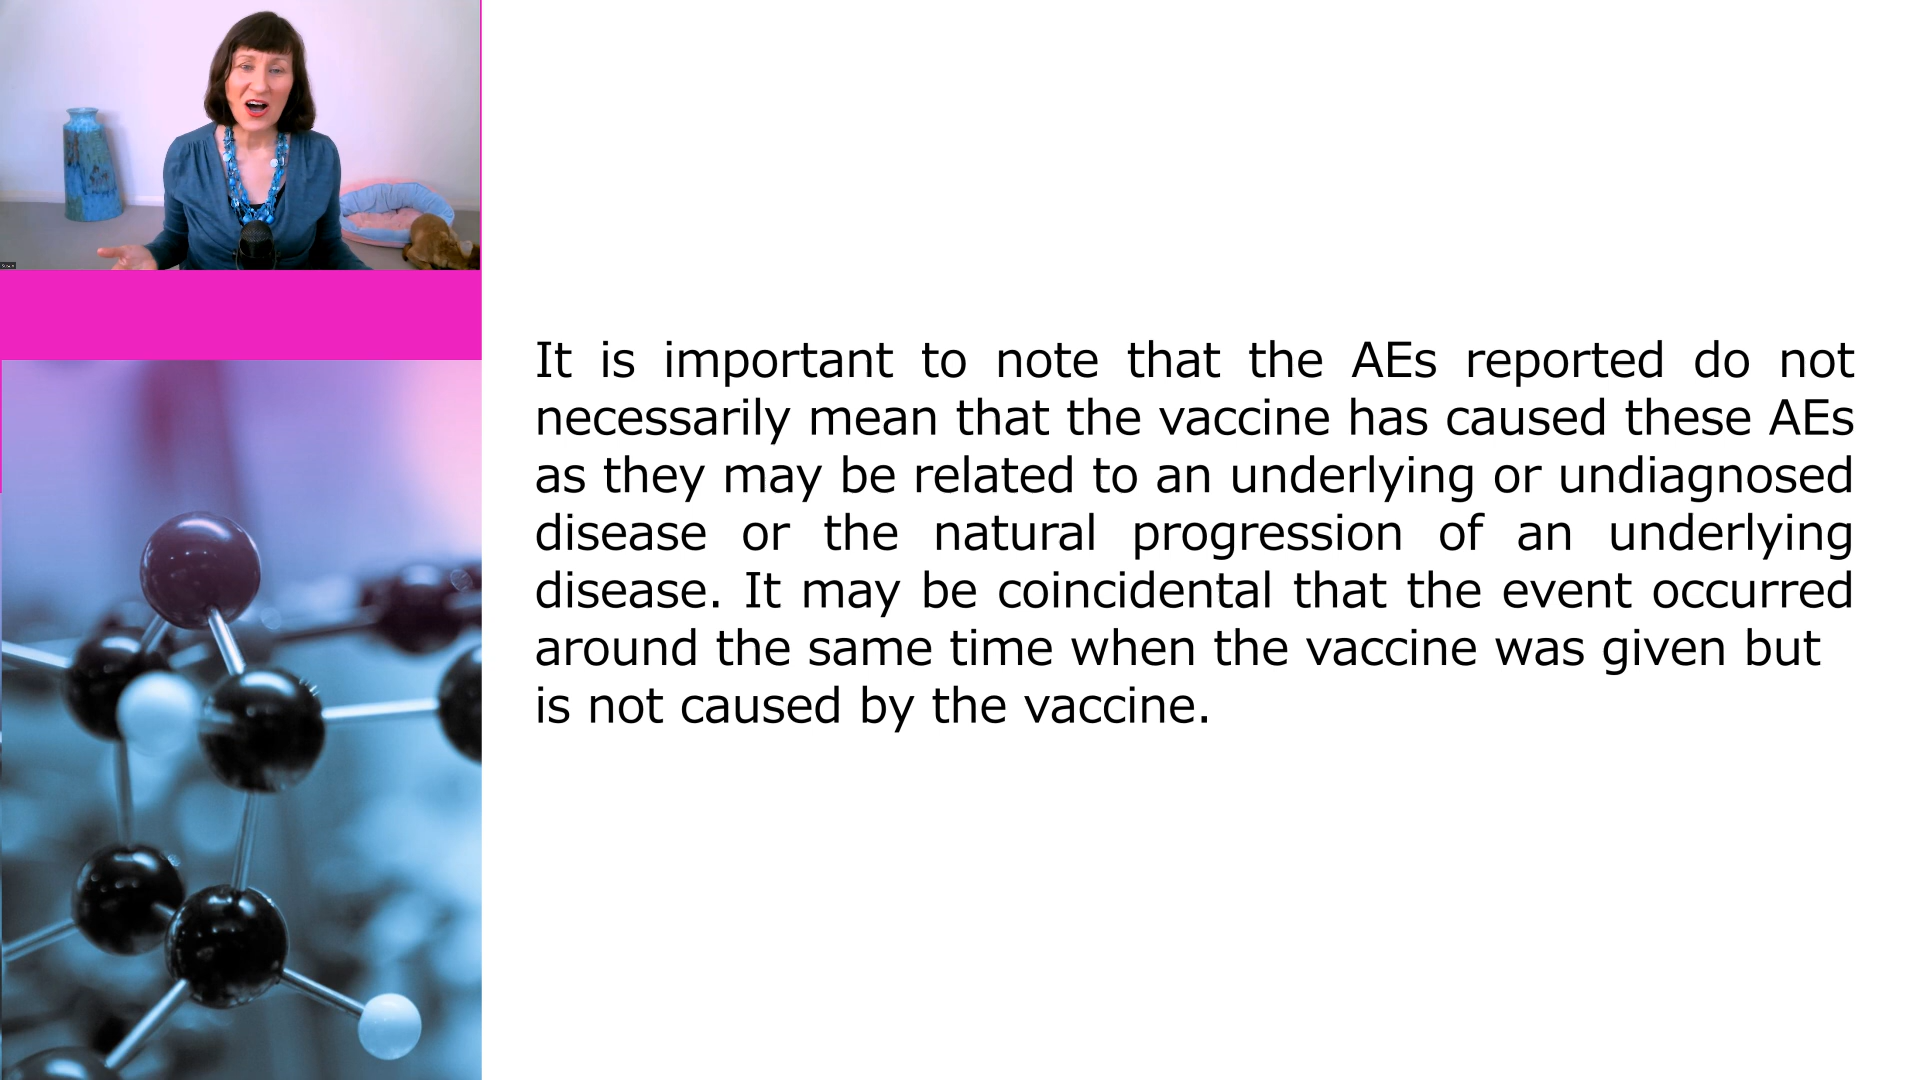 It is important to note that the AEs reported do not
necessarily mean that the vaccine has caused these AEs
as they may be related to an underlying or undiagnosed
disease or the natural progression of an underlying
disease. It may be coincidental that the event occurred
around the same time when the vaccine was given but
is not caused by the vaccine.